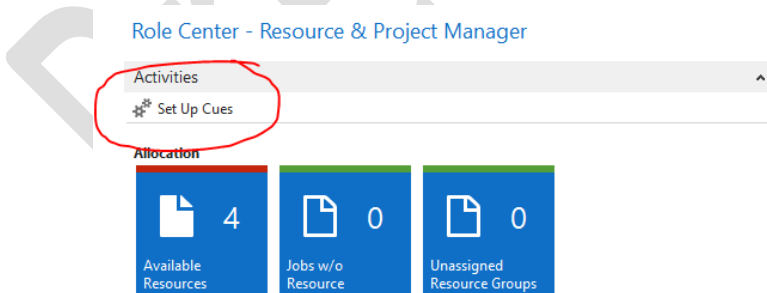 Role Center - Resource & Project Manager
Activities
Set Up Cues
Allocation
4
0
0
Available
Resources
Jobs w/o
Resource
Unassigned
Resource Groups